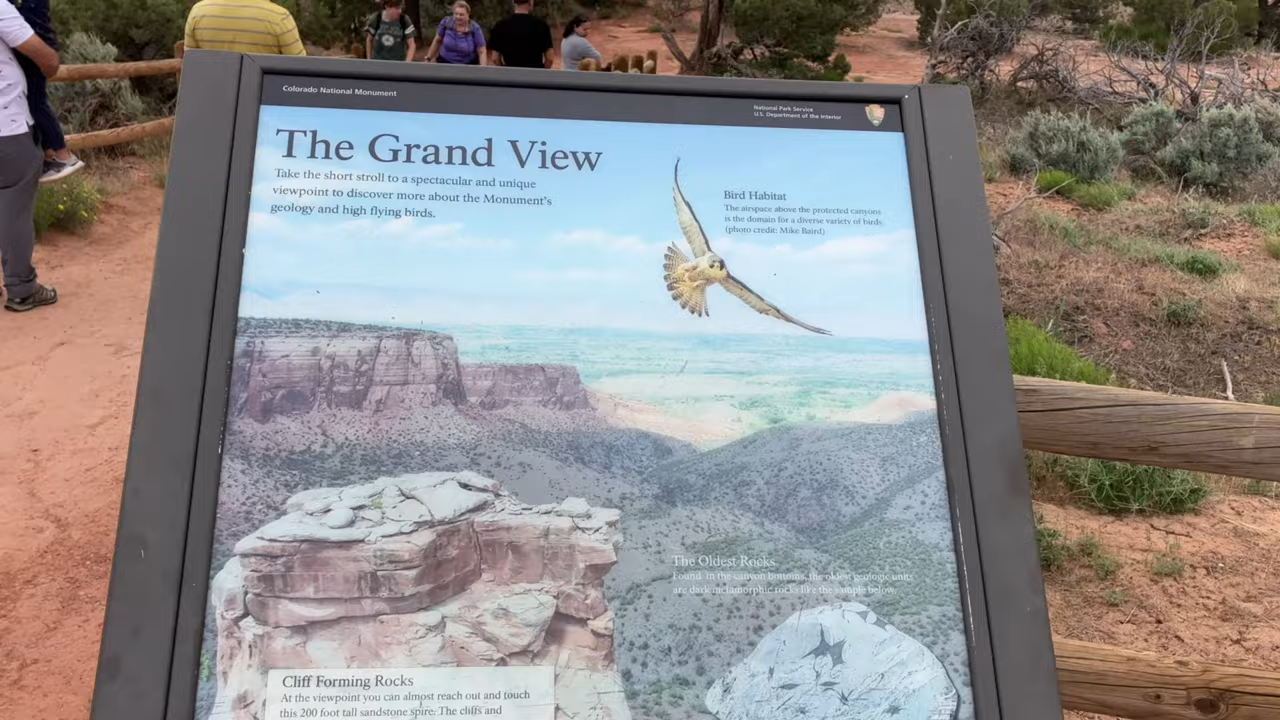 Colorado National Monument
National Park Service
U.S. Department of the Interior
The Grand View
Take the short stroll to a spectacular and unique
viewpoint to discover more about the Monument's
geology and high flying birds.
Bird Habitat
The airspace above the protected canyons
is the domain for a diverse variety of birds.
(photo credit: Mike Baird)
The Oldest Rocks
Found in the canyon bottoms, the oldest geologic units
are dark metamorphic rocks like the sample below.
Cliff Forming Rocks
At the viewpoint you can almost reach out and touch
this 200 foot tall sandstone spire. The cliffs and